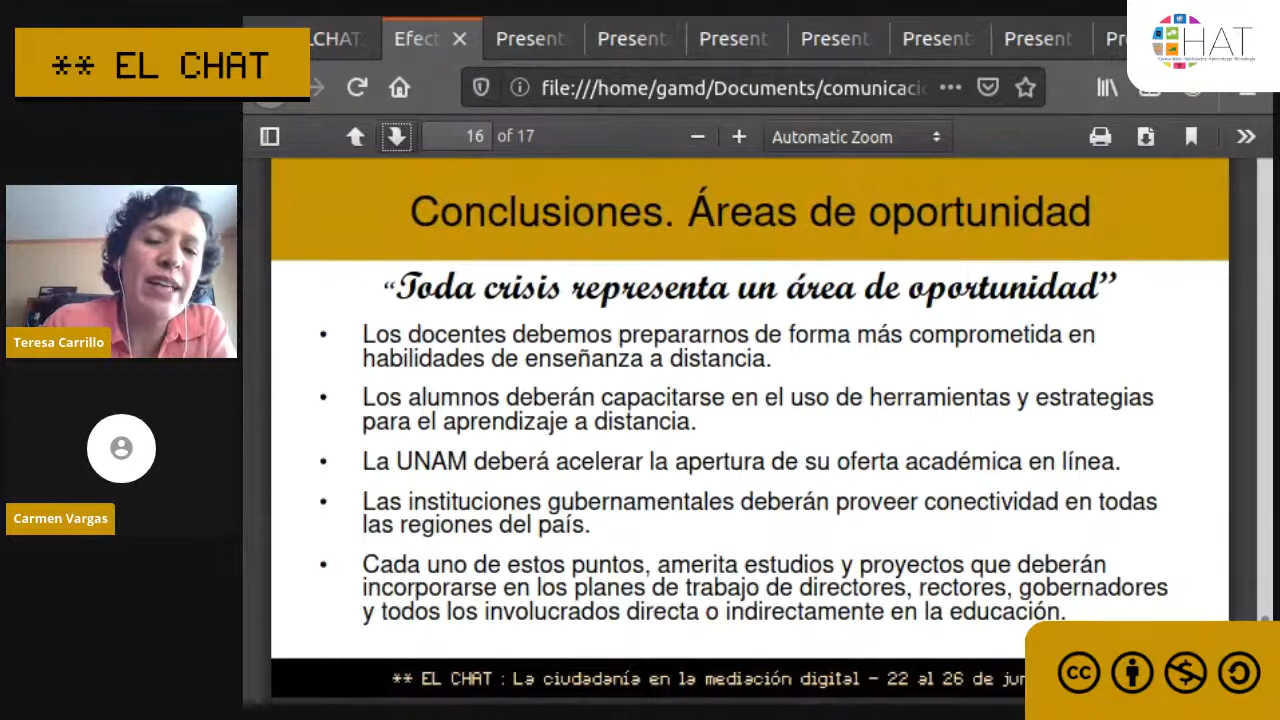 ** EL CHAT
LCHAT
Efect
Present
Present
Present
Present
Present
Present
Pr
CHAT
file:///home/gamd/Documents/comunicaci
16 of 17
Automatic Zoom
Conclusiones. Áreas de oportunidad
“Toda crisis representa un área de oportunidad”
• Los docentes debemos prepararnos de forma más comprometida en
habilidades de enseñanza a distancia.
• Los alumnos deberán capacitarse en el uso de herramientas y estrategias
para el aprendizaje a distancia.
• La UNAM deberá acelerar la apertura de su oferta académica en línea.
• Las instituciones gubernamentales deberán proveer conectividad en todas
las regiones del país.
• Cada uno de estos puntos, amerita estudios y proyectos que deberán
incorporarse en los planes de trabajo de directores, rectores, gobernadores
y todos los involucrados directa o indirectamente en la educación.
Teresa Carrillo
Carmen Vargas
** EL CHAT : La ciudadanía en la mediación digital – 22 al 26 de jun
cc